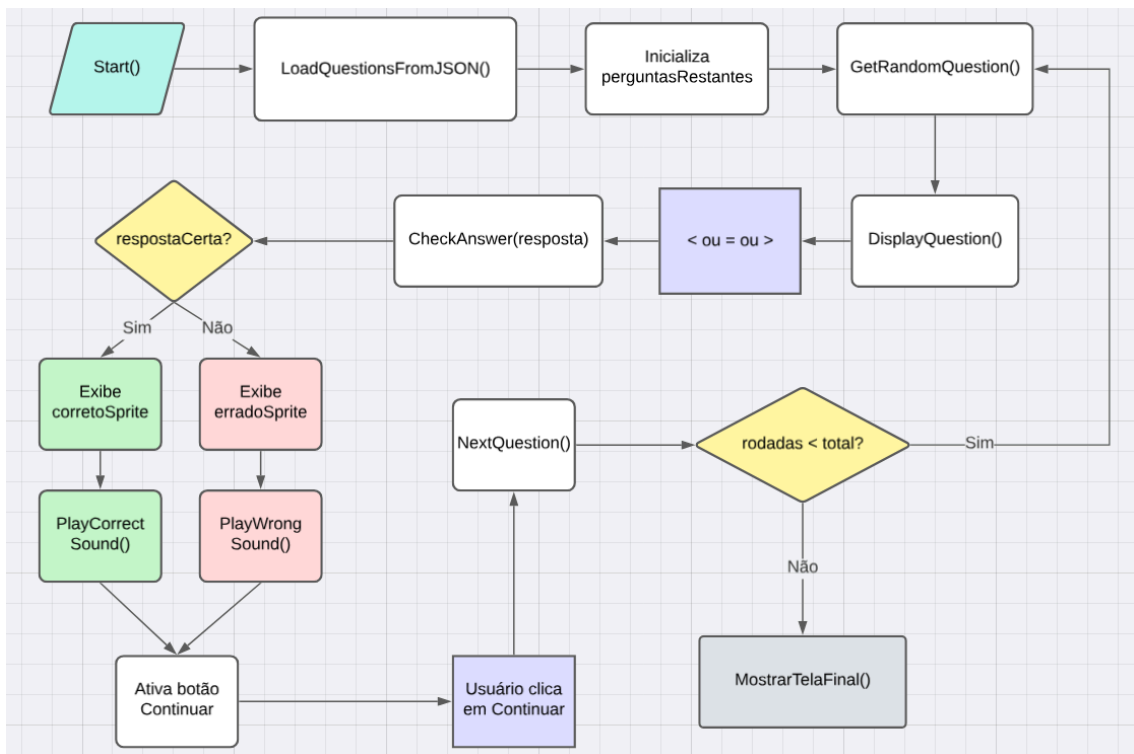 Start()
LoadQuestionsFromJSON()
Inicializa
perguntasRestantes
GetRandomQuestion()
DisplayQuestion()
< ou = ou >
CheckAnswer(resposta)
respostaCerta?
Sim
Não
Exibe
corretoSprite
Exibe
erradoSprite
PlayCorrect
Sound()
PlayWrong
Sound()
Ativa botão
Continuar
Usuário clica
em Continuar
NextQuestion()
rodadas < total?
Sim
Não
MostrarTelaFinal()